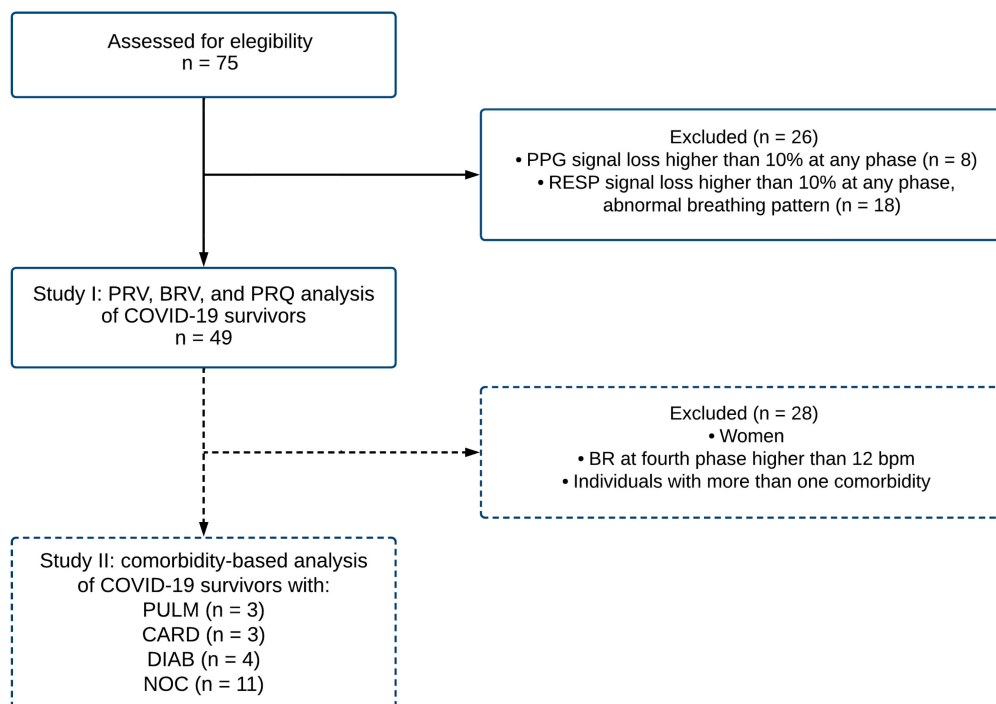 Assessed for elegibility
n = 75
Excluded (n = 26)
• PPG signal loss higher than 10% at any phase (n = 8)
• RESP signal loss higher than 10% at any phase,
abnormal breathing pattern (n = 18)
Study I: PRV, BRV, and PRQ analysis
of COVID-19 survivors
n = 49
Excluded (n = 28)
• Women
• BR at fourth phase higher than 12 bpm
• Individuals with more than one comorbidity
Study II: comorbidity-based analysis
of COVID-19 survivors with:
PULM (n = 3)
CARD (n = 3)
DIAB (n = 4)
NOC (n = 11)